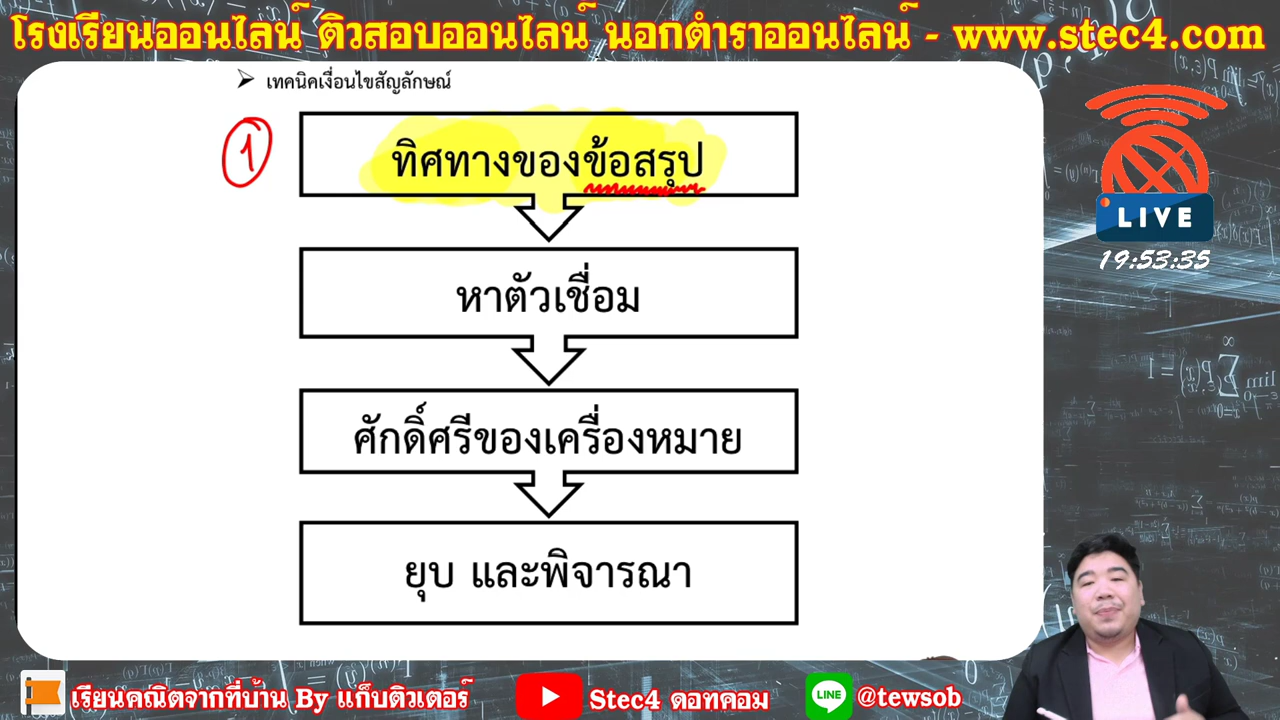 โรงเรียนออนไลน์ ติวสอบออนไลน์ นอกตำราออนไลน์ - www.stec4.com
➢ เทคนิคเงื่อนไขสัญลักษณ์
1
ทิศทางของข้อสรุป
หาตัวเชื่อม
ศักดิ์ศรีของเครื่องหมาย
ยุบ และพิจารณา
LIVE
19:53:35
เรียนคณิตจากที่บ้าน By แก็บติวเตอร์
Stec4 ดอทคอม
LINE
@tewsob